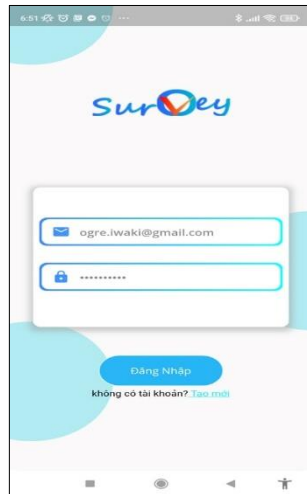 6:51
Survey
ogre.iwaki@gmail.com
••••••••••
Đăng Nhập
không có tài khoản? Tạo mới